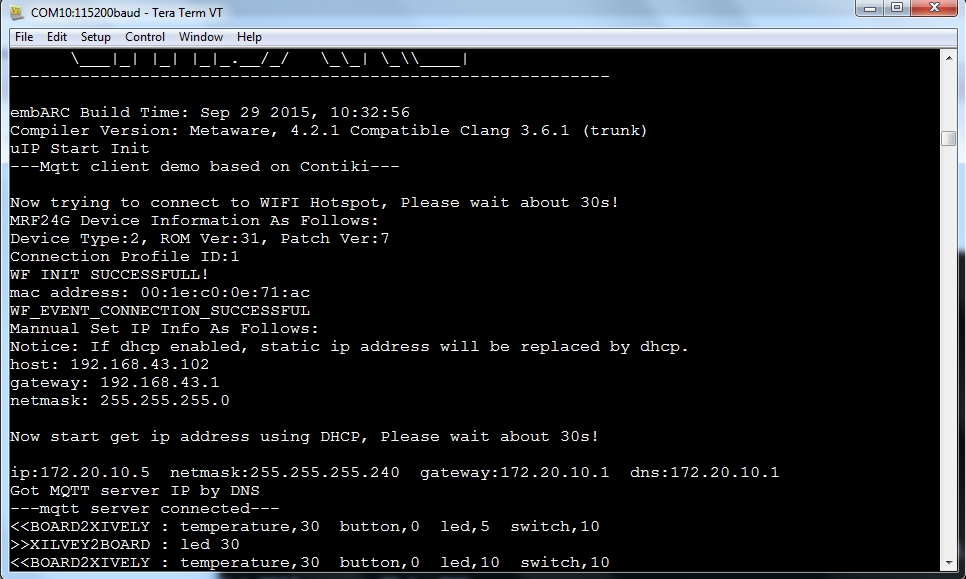 COM10:115200baud - Tera Term VT
File Edit Setup Control Window Help
\___|_| |_| |_|_.__/_/   \_\_| \_\\____|
------------------------------------------------------------
embARC Build Time: Sep 29 2015, 10:32:56
Compiler Version: Metaware, 4.2.1 Compatible Clang 3.6.1 (trunk)
uIP Start Init
---Mqtt client demo based on Contiki---
Now trying to connect to WIFI Hotspot, Please wait about 30s!
MRF24G Device Information As Follows:
Device Type:2, ROM Ver:31, Patch Ver:7
Connection Profile ID:1
WF INIT SUCCESSFULL!
mac address: 00:1e:c0:0e:71:ac
WF_EVENT_CONNECTION_SUCCESSFUL
Mannual Set IP Info As Follows:
Notice: If dhcp enabled, static ip address will be replaced by dhcp.
host: 192.168.43.102
gateway: 192.168.43.1
netmask: 255.255.255.0
Now start get ip address using DHCP, Please wait about 30s!
ip:172.20.10.5  netmask:255.255.255.240  gateway:172.20.10.1  dns:172.20.10.1
Got MQTT server IP by DNS
---mqtt server connected---
<<BOARD2XIVELY : temperature,30  button,0  led,5  switch,10
>>XILVEY2BOARD : led 30
<<BOARD2XIVELY : temperature,30  button,0  led,10  switch,10